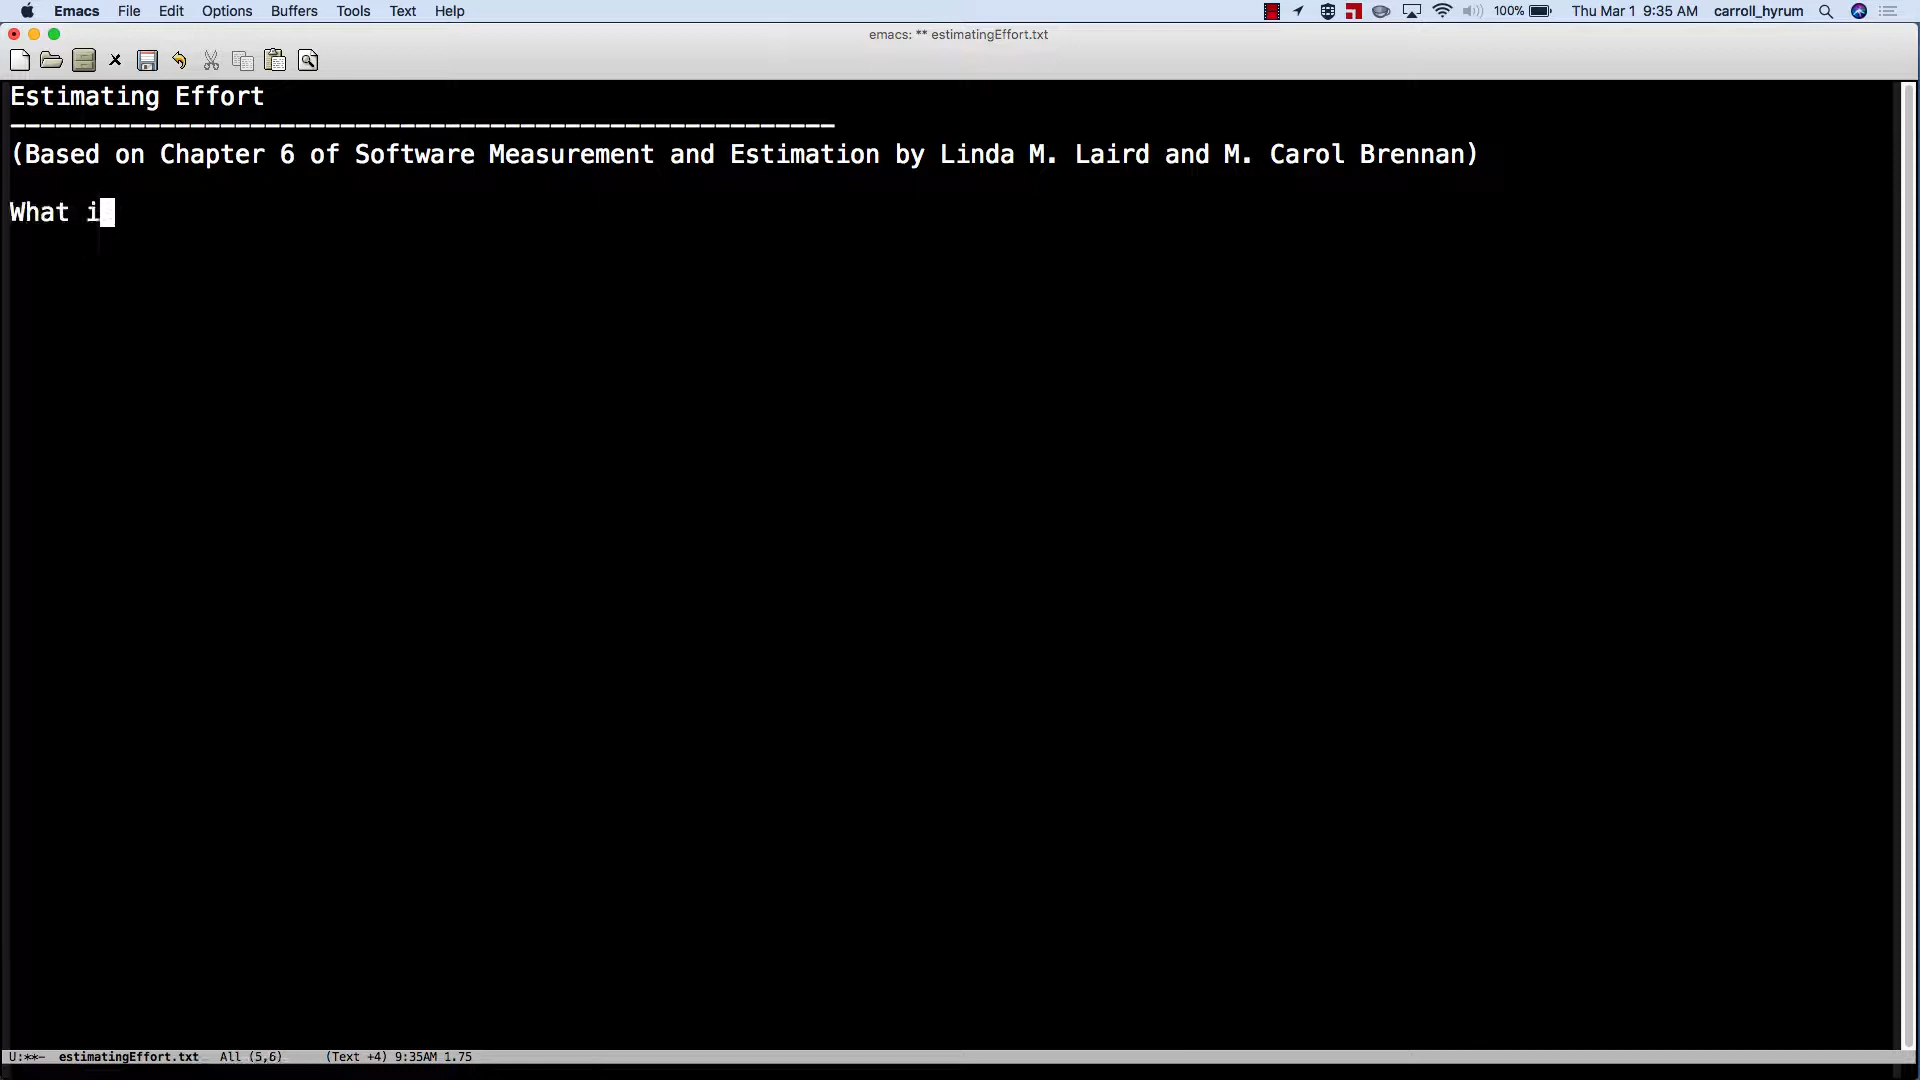 Emacs File Edit Options Buffers Tools Text Help 100% Thu Mar 1 9:35 AM carroll_hyrum
emacs: ** estimatingEffort.txt
Estimating Effort
-------------------------------------------------------
(Based on Chapter 6 of Software Measurement and Estimation by Linda M. Laird and M. Carol Brennan)
What i
U:**- estimatingEffort.txt All (5,6) (Text +4) 9:35AM 1.75